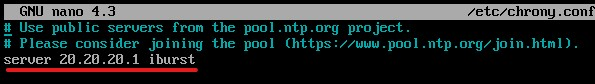 GNU nano 4.3 /etc/chrony.conf
# Use public servers from the pool.ntp.org project.
# Please consider joining the pool (https://www.pool.ntp.org/join.html).
server 20.20.20.1 iburst